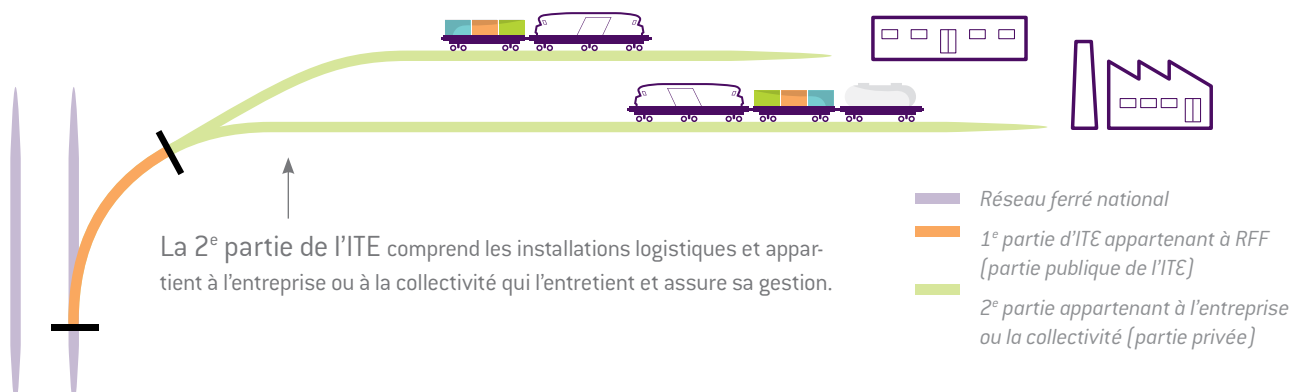 La 2e partie de l'ITE comprend les installations logistiques et appar-
tient à l'entreprise ou à la collectivité qui l'entretient et assure sa gestion.
Réseau ferré national
1e partie d'ITE appartenant à RFF
(partie publique de l'ITE)
2e partie appartenant à l'entreprise
ou la collectivité (partie privée)